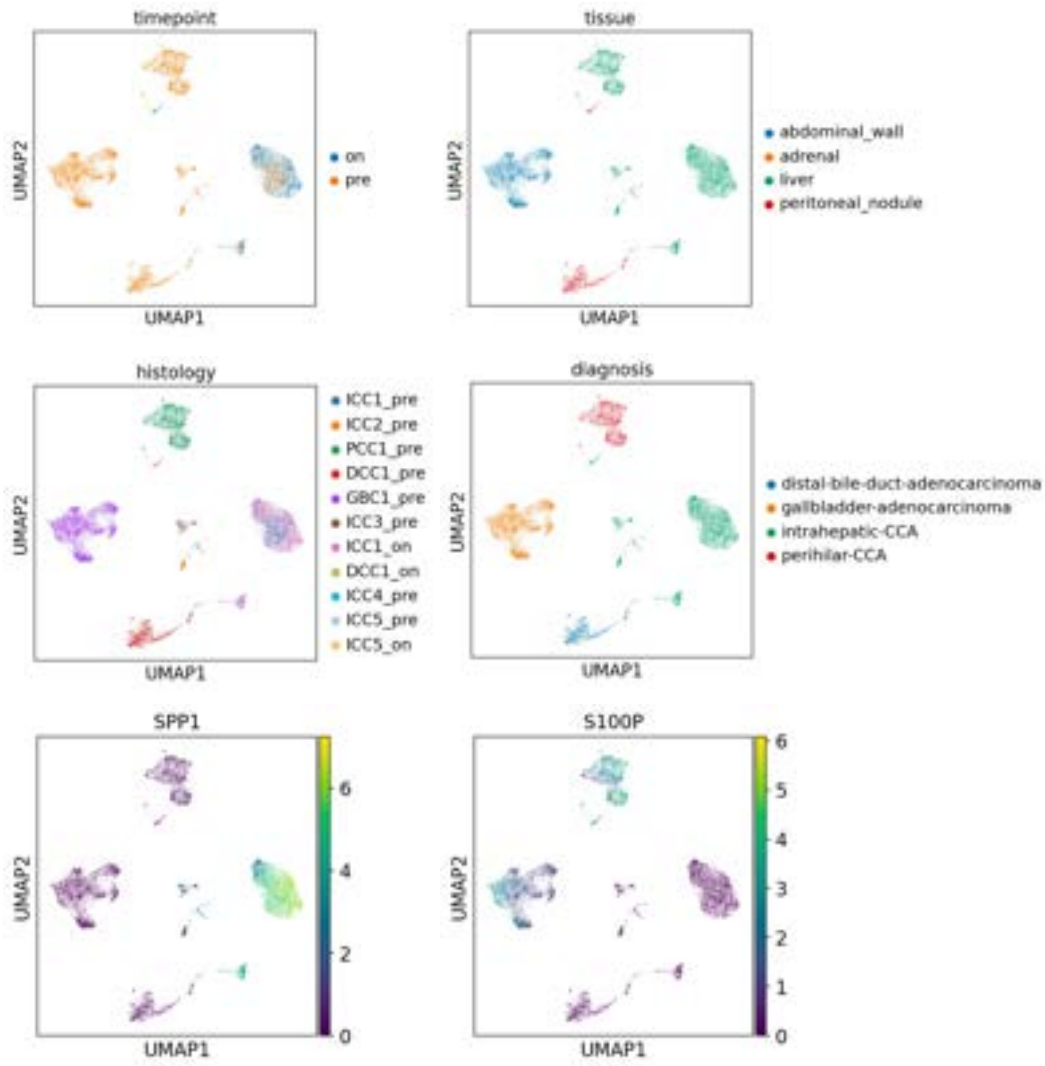 timepoint
UMAP2
UMAP1
on
pre
tissue
UMAP2
UMAP1
abdominal_wall
adrenal
liver
peritoneal_nodule
histology
UMAP2
UMAP1
ICC1_pre
ICC2_pre
PCC1_pre
DCC1_pre
GBC1_pre
ICC3_pre
ICC1_on
DCC1_on
ICC4_pre
ICC5_pre
ICC5_on
diagnosis
UMAP2
UMAP1
distal-bile-duct-adenocarcinoma
gallbladder-adenocarcinoma
intrahepatic-CCA
perihilar-CCA
SPP1
UMAP2
UMAP1
6
4
2
0
S100P
UMAP2
UMAP1
6
5
4
3
2
1
0